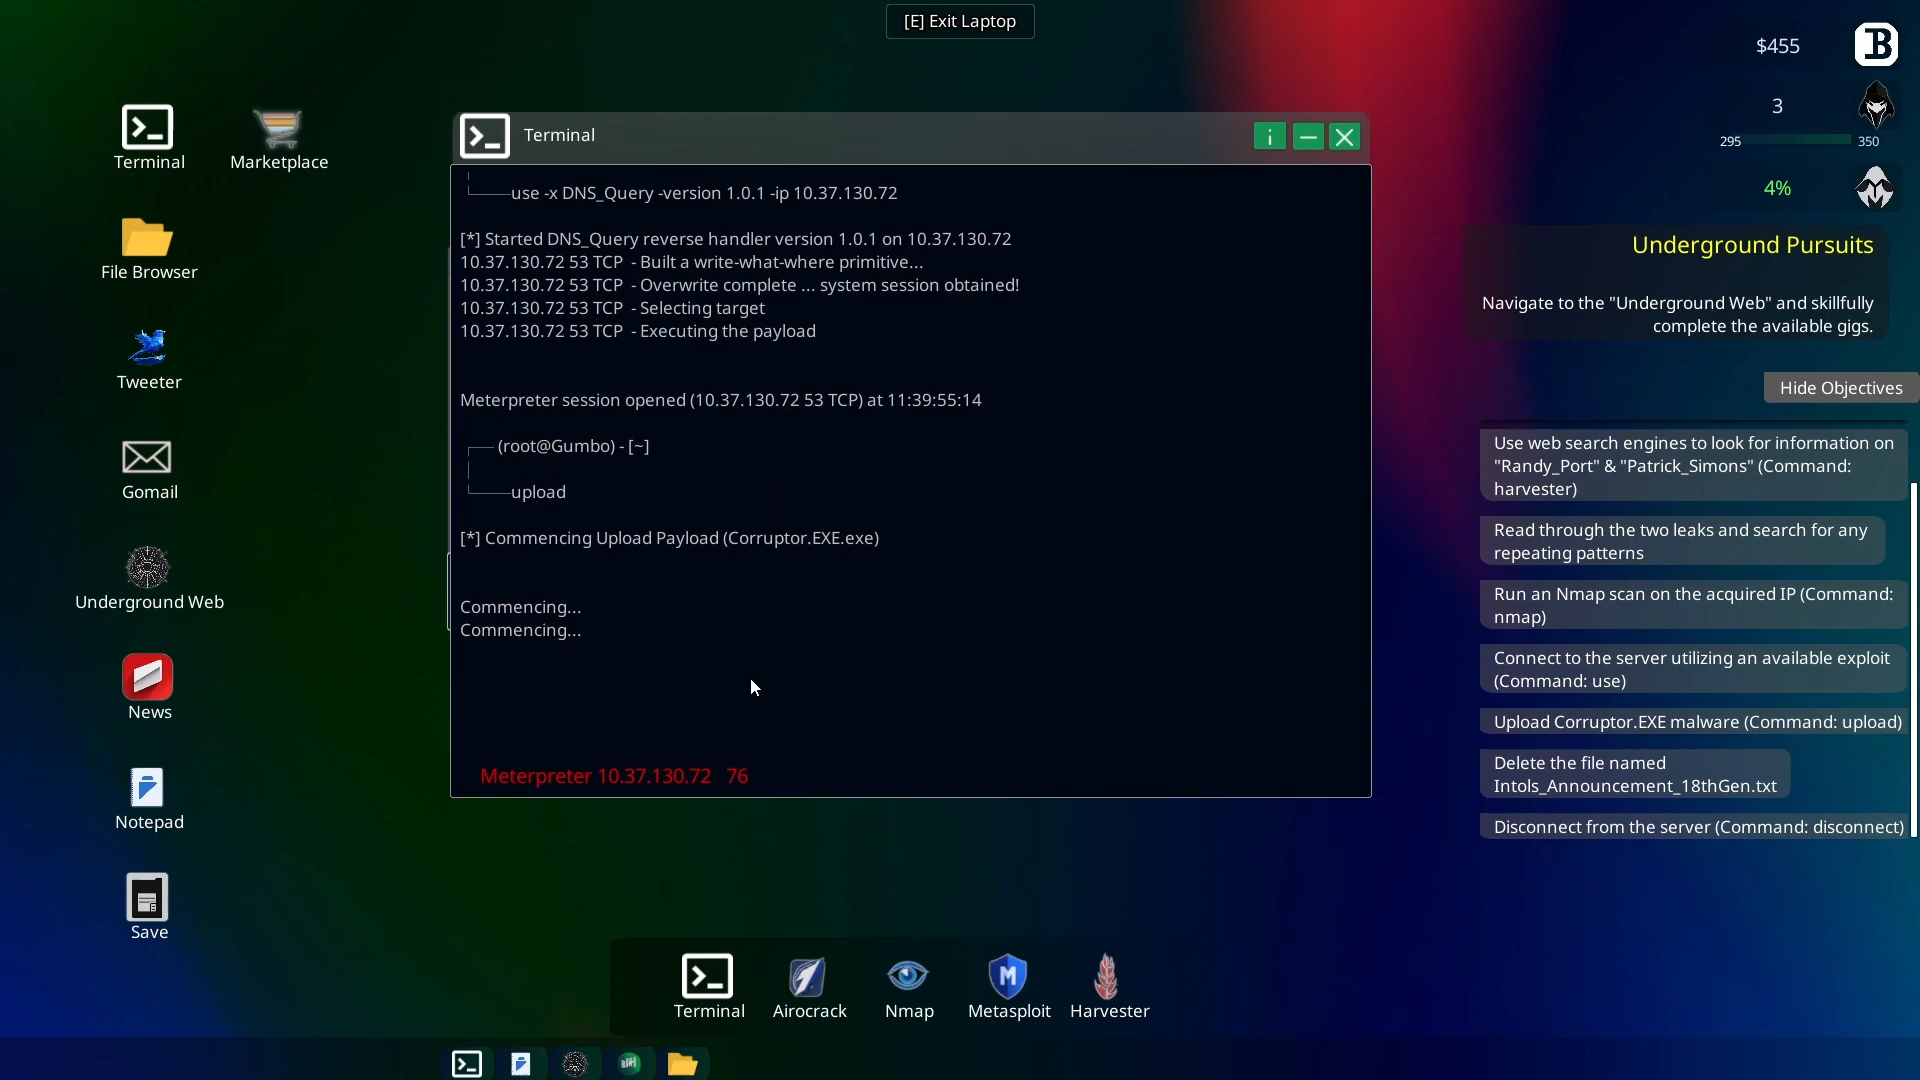 [E] Exit Laptop
$455
3
295
350
4%
Terminal
Marketplace
File Browser
Tweeter
Gomail
Underground Web
News
Notepad
Save
Terminal
i
use -x DNS_Query -version 1.0.1 -ip 10.37.130.72
[*] Started DNS_Query reverse handler version 1.0.1 on 10.37.130.72
10.37.130.72 53 TCP - Built a write-what-where primitive...
10.37.130.72 53 TCP - Overwrite complete ... system session obtained!
10.37.130.72 53 TCP - Selecting target
10.37.130.72 53 TCP - Executing the payload
Meterpreter session opened (10.37.130.72 53 TCP) at 11:39:55:14
(root@Gumbo) - [~]
upload
[*] Commencing Upload Payload (Corruptor.EXE.exe)
Commencing...
Commencing...
Meterpreter 10.37.130.72 76
Underground Pursuits
Navigate to the "Underground Web" and skillfully
complete the available gigs.
Hide Objectives
Use web search engines to look for information on
"Randy_Port" & "Patrick_Simons" (Command:
harvester)
Read through the two leaks and search for any
repeating patterns
Run an Nmap scan on the acquired IP (Command:
nmap)
Connect to the server utilizing an available exploit
(Command: use)
Upload Corruptor.EXE malware (Command: upload)
Delete the file named
Intols_Announcement_18thGen.txt
Disconnect from the server (Command: disconnect)
Terminal
Airocrack
Nmap
M
Metasploit
Harvester